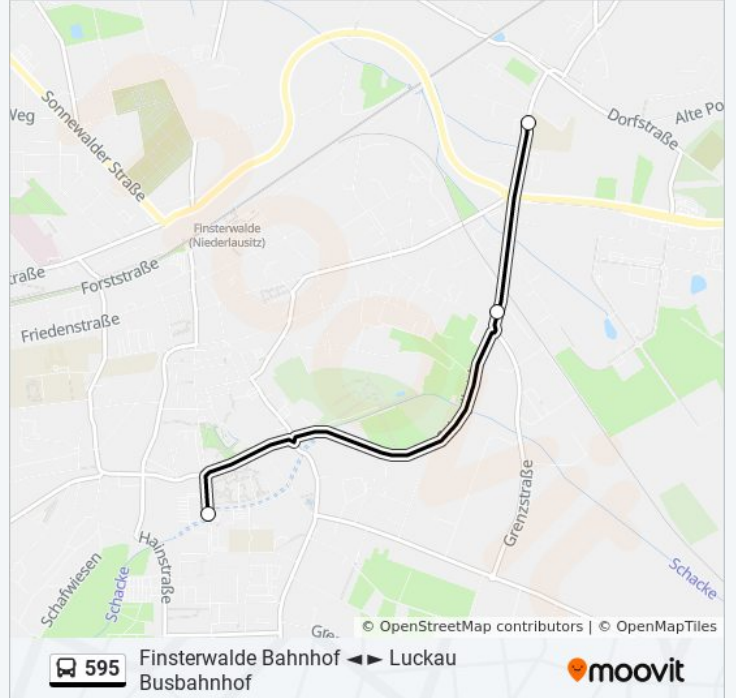 Sonnewalder Straße
Weg
Dorfstraße
Alte Po
Finsterwalde
(Niederlausitz)
raße
Forststraße
Friedenstraße
Grenzstraße
Hainstraße
Schafwiesen
Schacke
Schacke
Gre
© OpenStreetMap contributors | © OpenMapTiles
595
Finsterwalde Bahnhof ◄► Luckau
Busbahnhof
moovit